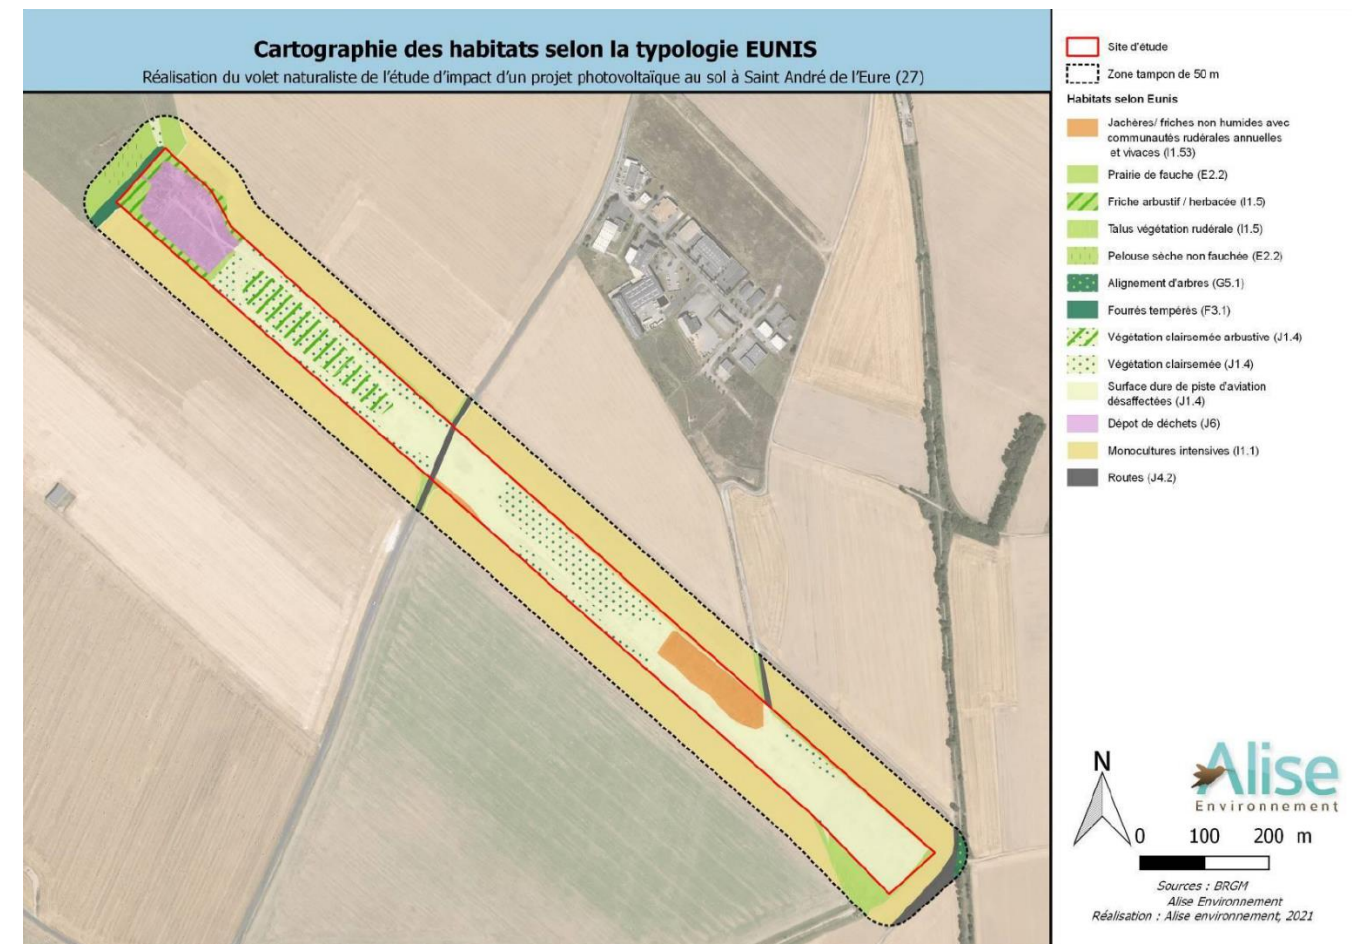 Cartographie des habitats selon la typologie EUNIS
Réalisation du volet naturaliste de l'étude d'impact d'un projet photovoltaïque au sol à Saint André de l'Eure (27)
Site d'étude
Zone tampon de 50 m
Habitats selon Eunis
Jachères/ friches non humides avec
communautés rudérales annuelles
et vivaces (I1.53)
Prairie de fauche (E2.2)
Friche arbustif / herbacée (I1.5)
Talus végétation rudérale (I1.5)
Pelouse sèche non fauchée (E2.2)
Alignement d'arbres (G5.1)
Fourrés tempérés (F3.1)
Végétation clairsemée arbustive (J1.4)
Végétation clairsemée (J1.4)
Surface dure de piste d'aviation
désaffectées (J1.4)
Dépot de déchets (J6)
Monocultures intensives (I1.1)
Routes (J4.2)
N
Alise
Environnement
0 100 200 m
Sources : BRGM
Alise Environnement
Réalisation : Alise environnement, 2021